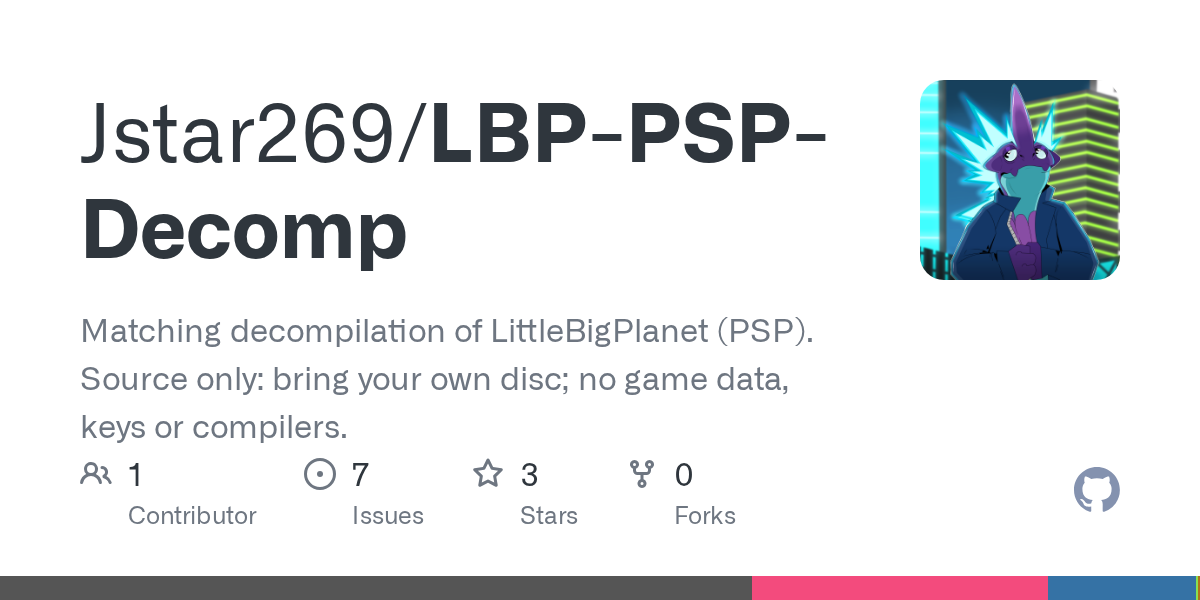 Jstar269/LBP-PSP-
Decomp
Matching decompilation of LittleBigPlanet (PSP).
Source only: bring your own disc; no game data,
keys or compilers.
1 7 3 0
Contributor Issues Stars Forks